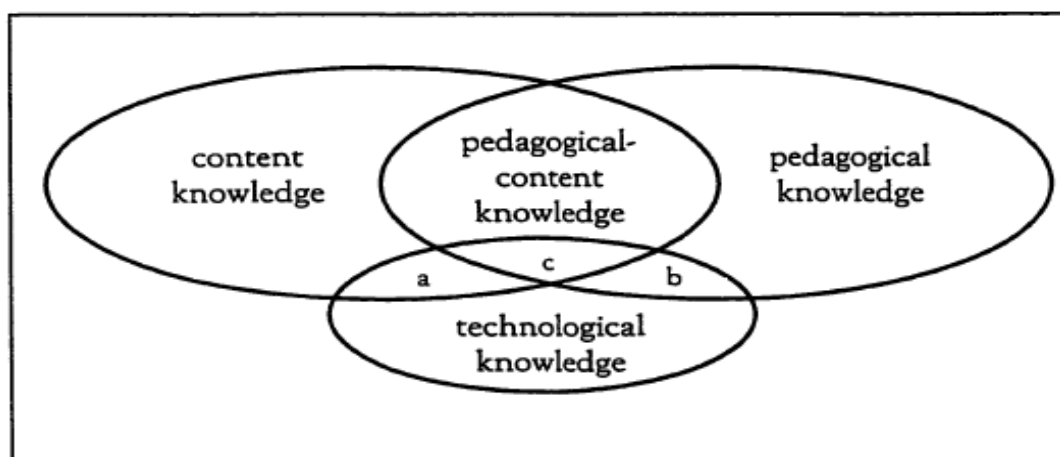 content
knowledge
pedagogical-
content
knowledge
pedagogical
knowledge
a
c
b
technological
knowledge